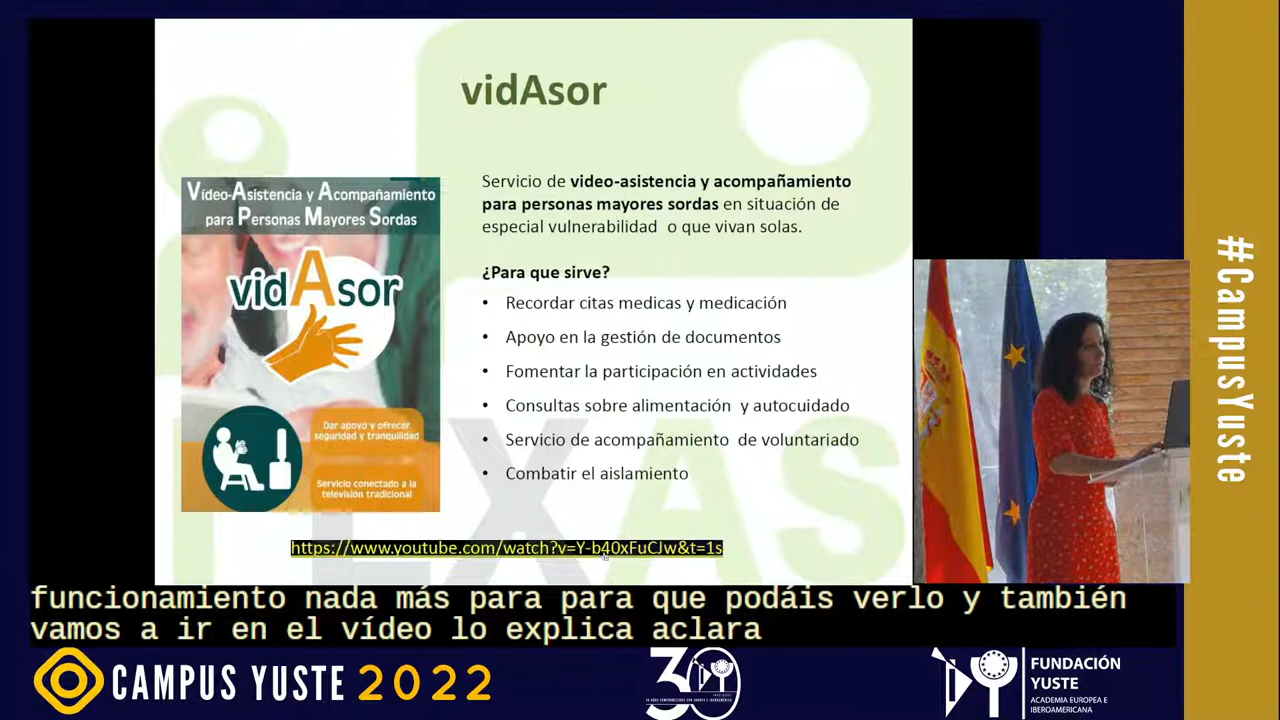 vidAsor
Vídeo-Asistencia y Acompañamiento
para Personas Mayores Sordas
vidAsor
Dar apoyo y ofrecer
seguridad y tranquilidad
Servicio conectado a la
televisión tradicional
Servicio de video-asistencia y acompañamiento
para personas mayores sordas en situación de
especial vulnerabilidad o que vivan solas.
¿Para que sirve?
• Recordar citas medicas y medicación
• Apoyo en la gestión de documentos
• Fomentar la participación en actividades
• Consultas sobre alimentación y autocuidado
• Servicio de acompañamiento de voluntariado
• Combatir el aislamiento
https://www.youtube.com/watch?v=Y-b40xFuCJw&t=1s
#CampusYuste
funcionamiento nada más para para que podáis verlo y también
vamos a ir en el vídeo lo explica aclara
CAMPUS YUSTE 2022
30
FUNDACIÓN
YUSTE
ACADEMIA EUROPEA E
IBEROAMERICANA